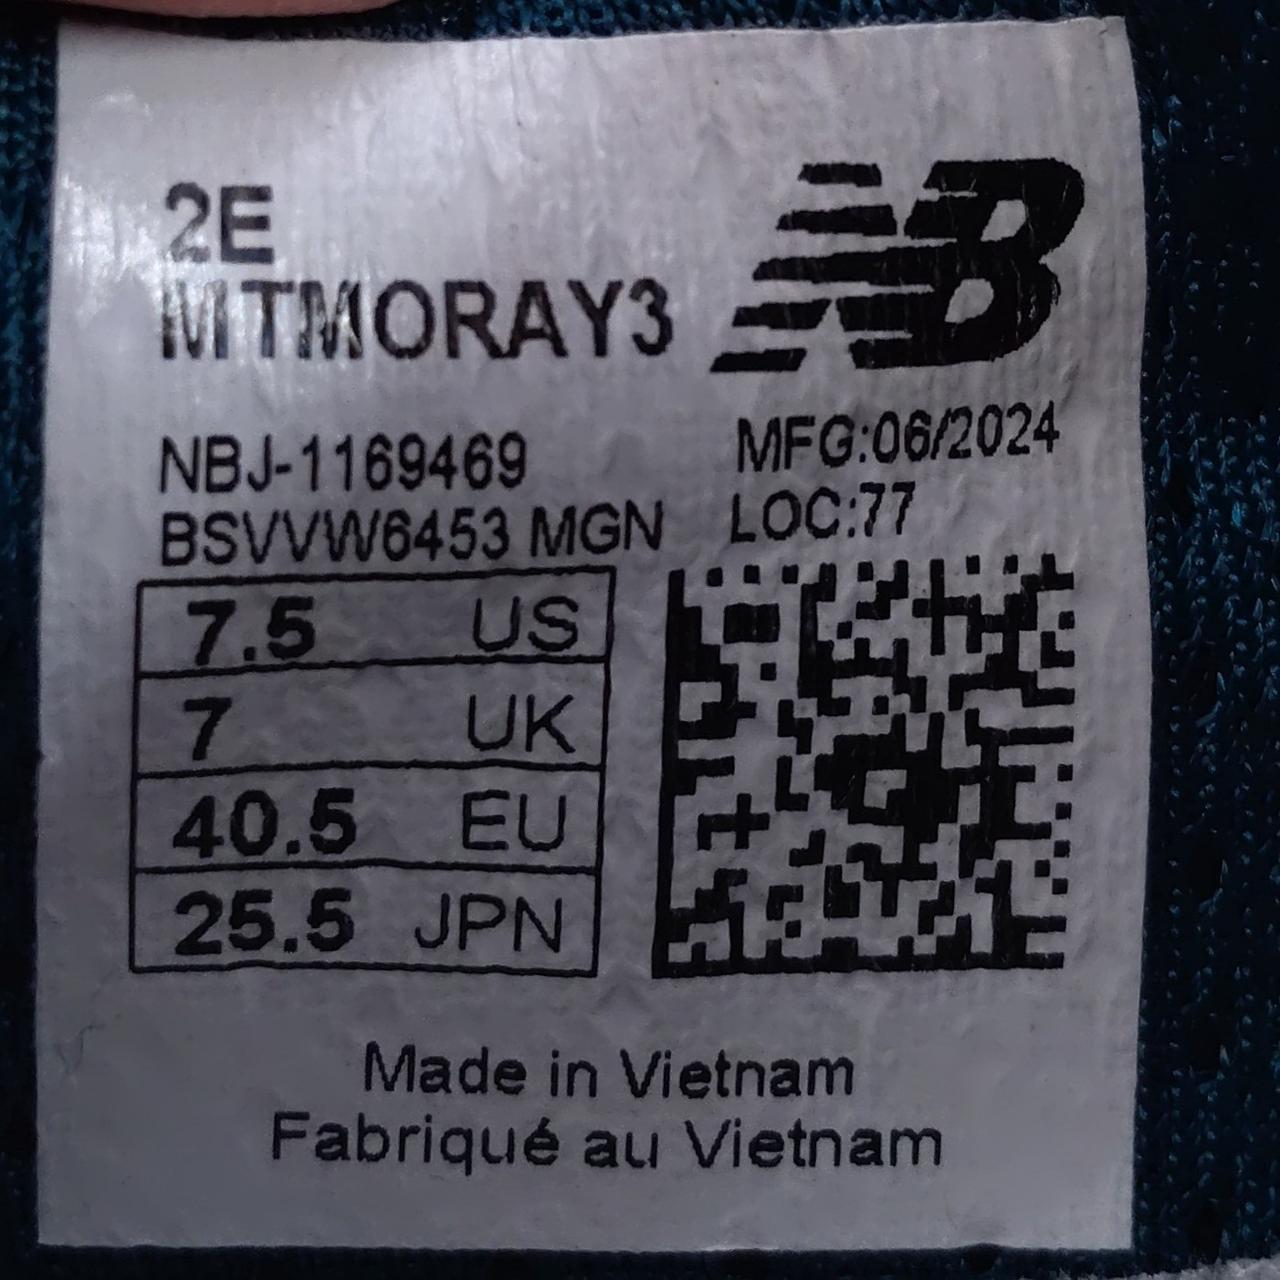 2E
MTMORAY3
NB
NBJ-1169469
MFG:06/2024
BSVVW6453 MGN
LOC:77
7.5 US
7 UK
40.5 EU
25.5 JPN
Made in Vietnam
Fabriqué au Vietnam